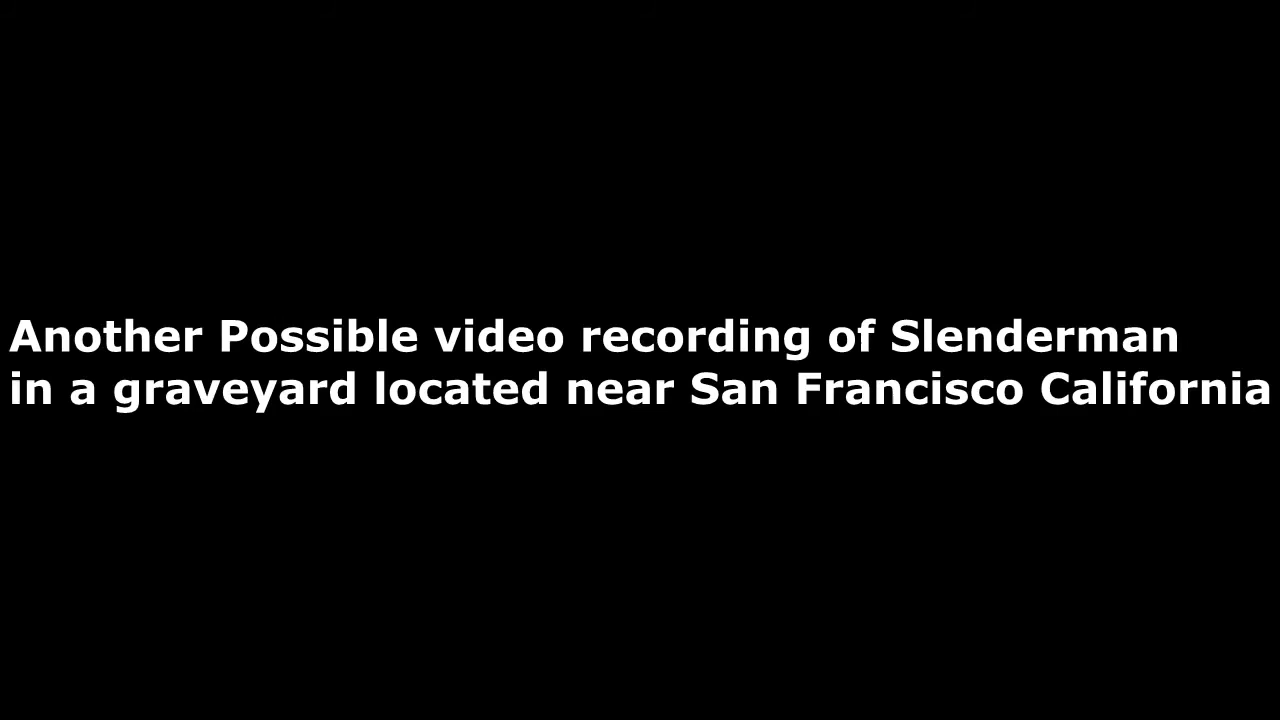 Another Possible video recording of Slenderman
in a graveyard located near San Francisco California